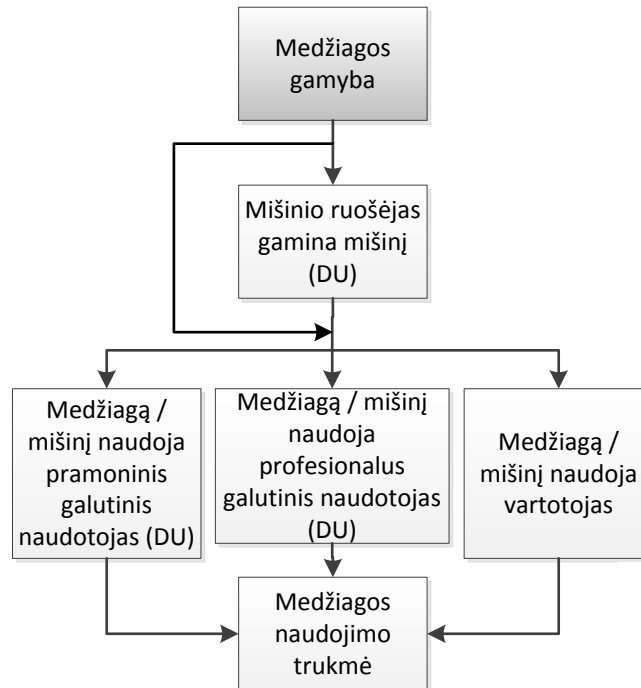 Medžiagos
gamyba
Mišinio ruošėjas
gamina mišinį
(DU)
Medžiagą /
mišinį naudoja
pramoninis
galutinis
naudotojas (DU)
Medžiagą / mišinį
naudoja
profesionalus
galutinis naudotojas
(DU)
Medžiagą /
mišinį naudoja
vartotojas
Medžiagos
naudojimo
trukmė